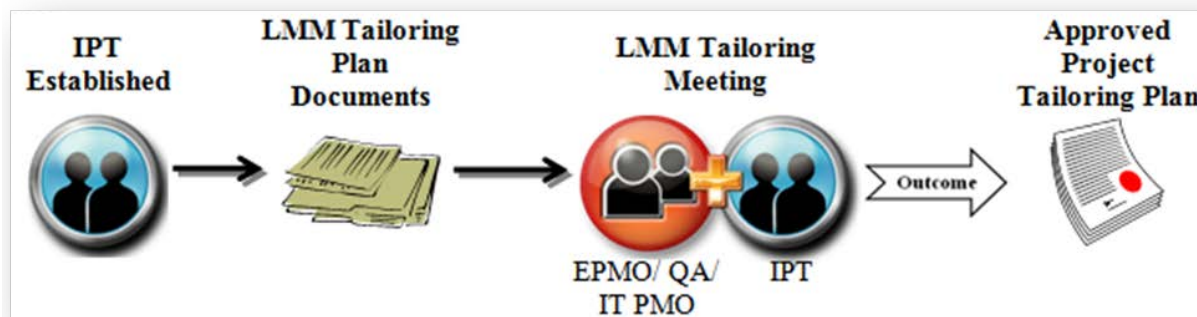 IPT
Established
LMM Tailoring
Plan
Documents
LMM Tailoring
Meeting
Approved
Project
Tailoring Plan
Outcome
EPMO/ QA/
IT PMO
IPT